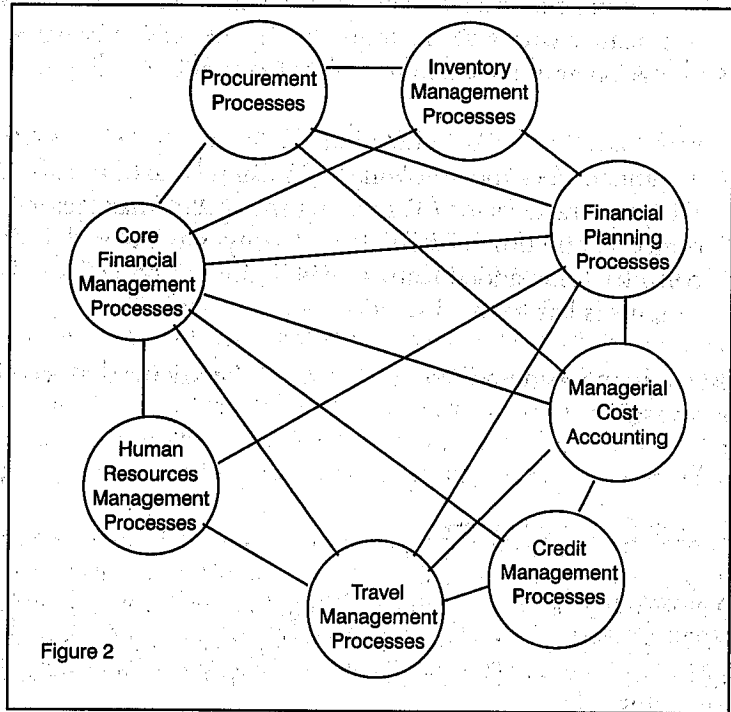 Procurement
Processes
Inventory
Management
Processes
Financial
Planning
Processes
Core
Financial
Management
Processes
Managerial
Cost
Accounting
Human
Resources
Management
Processes
Credit
Management
Processes
Travel
Management
Processes
Figure 2